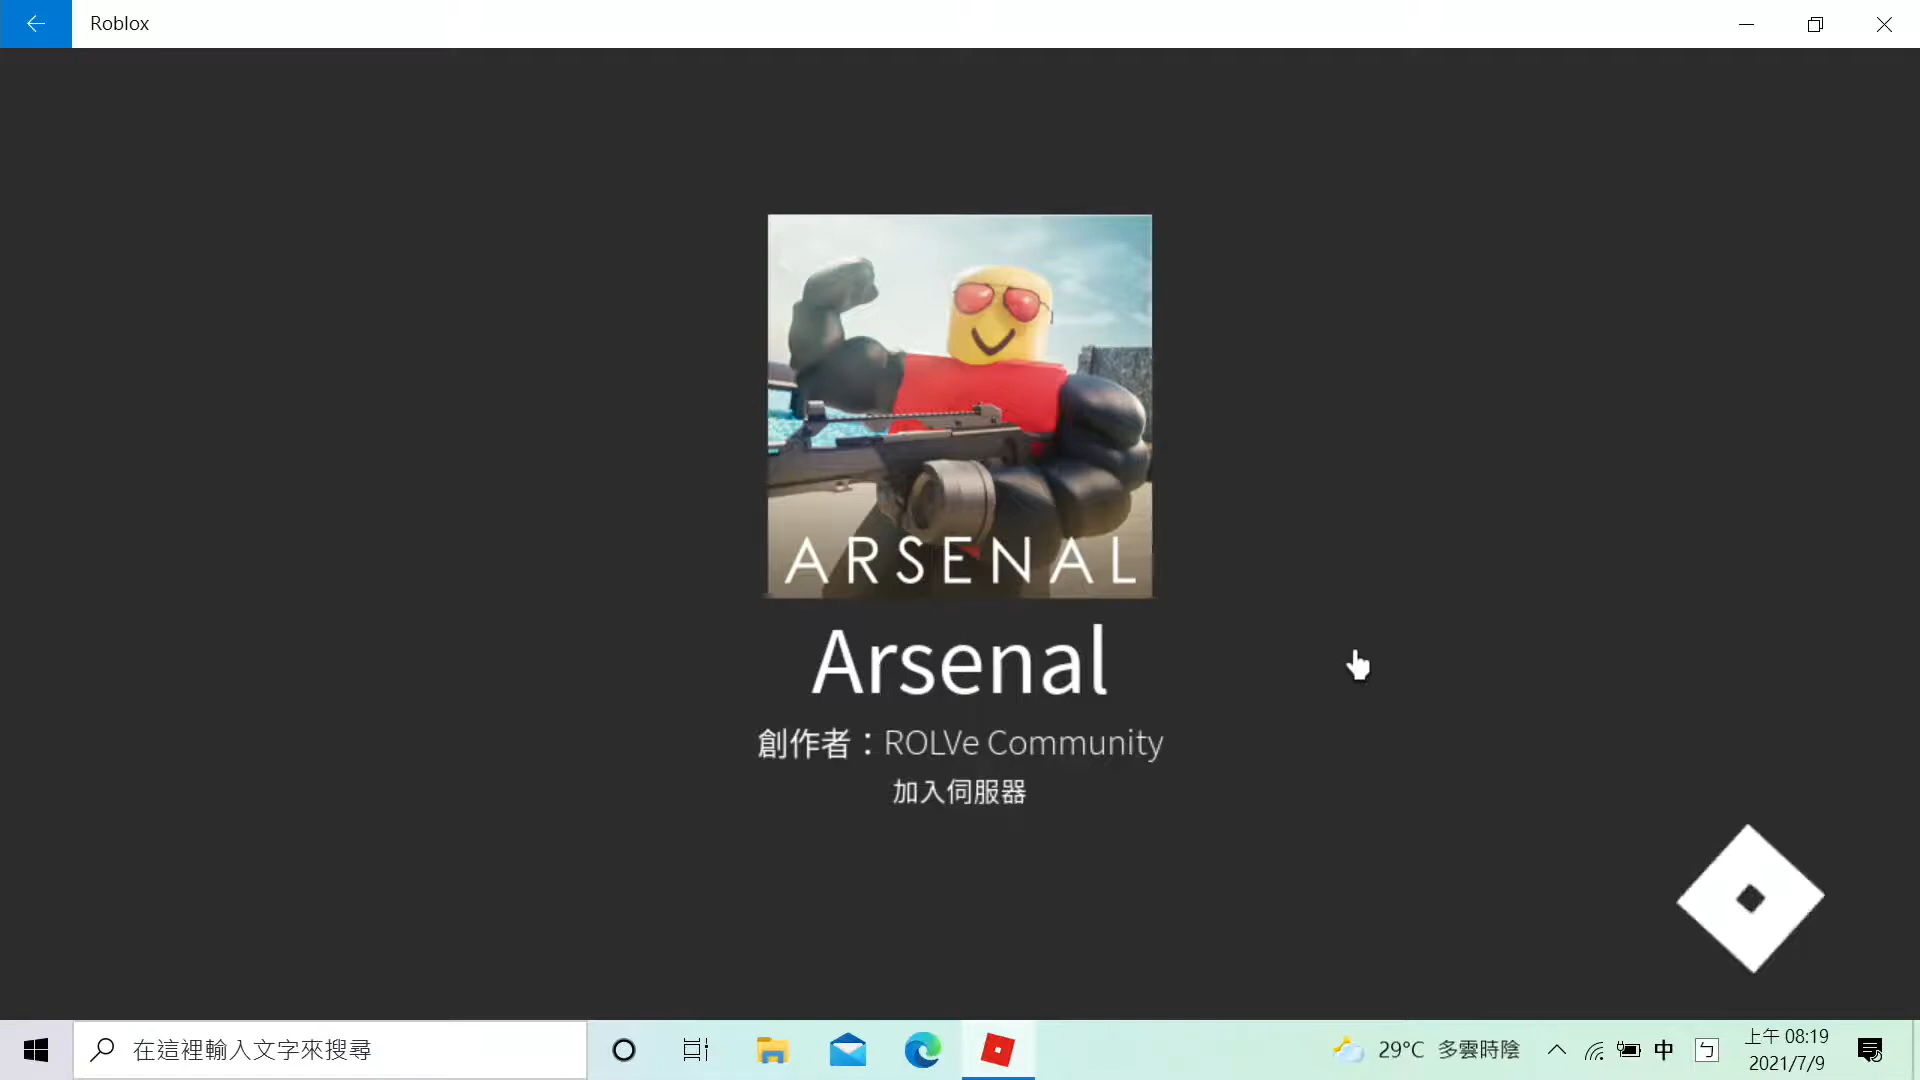 Roblox
ARSENAL
Arsenal
創作者：ROLVe Community
加入伺服器
在這裡輸入文字來搜尋
29°C 多雲時陰
中
ㄅ
上午 08:19
2021/7/9